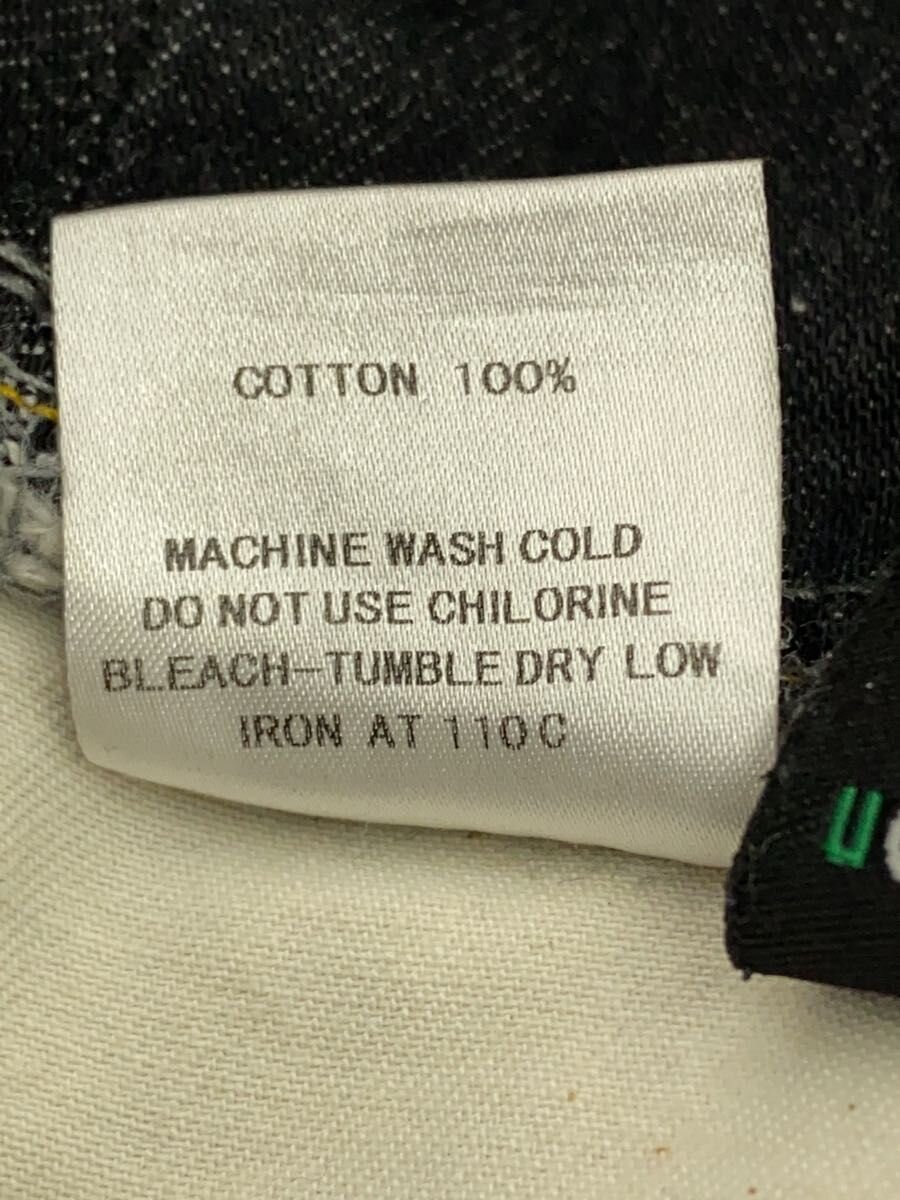 COTTON 100%
MACHINE WASH COLD
DO NOT USE CHILORINE
BLEACH-TUMBLE DRY LOW
IRON AT 110C